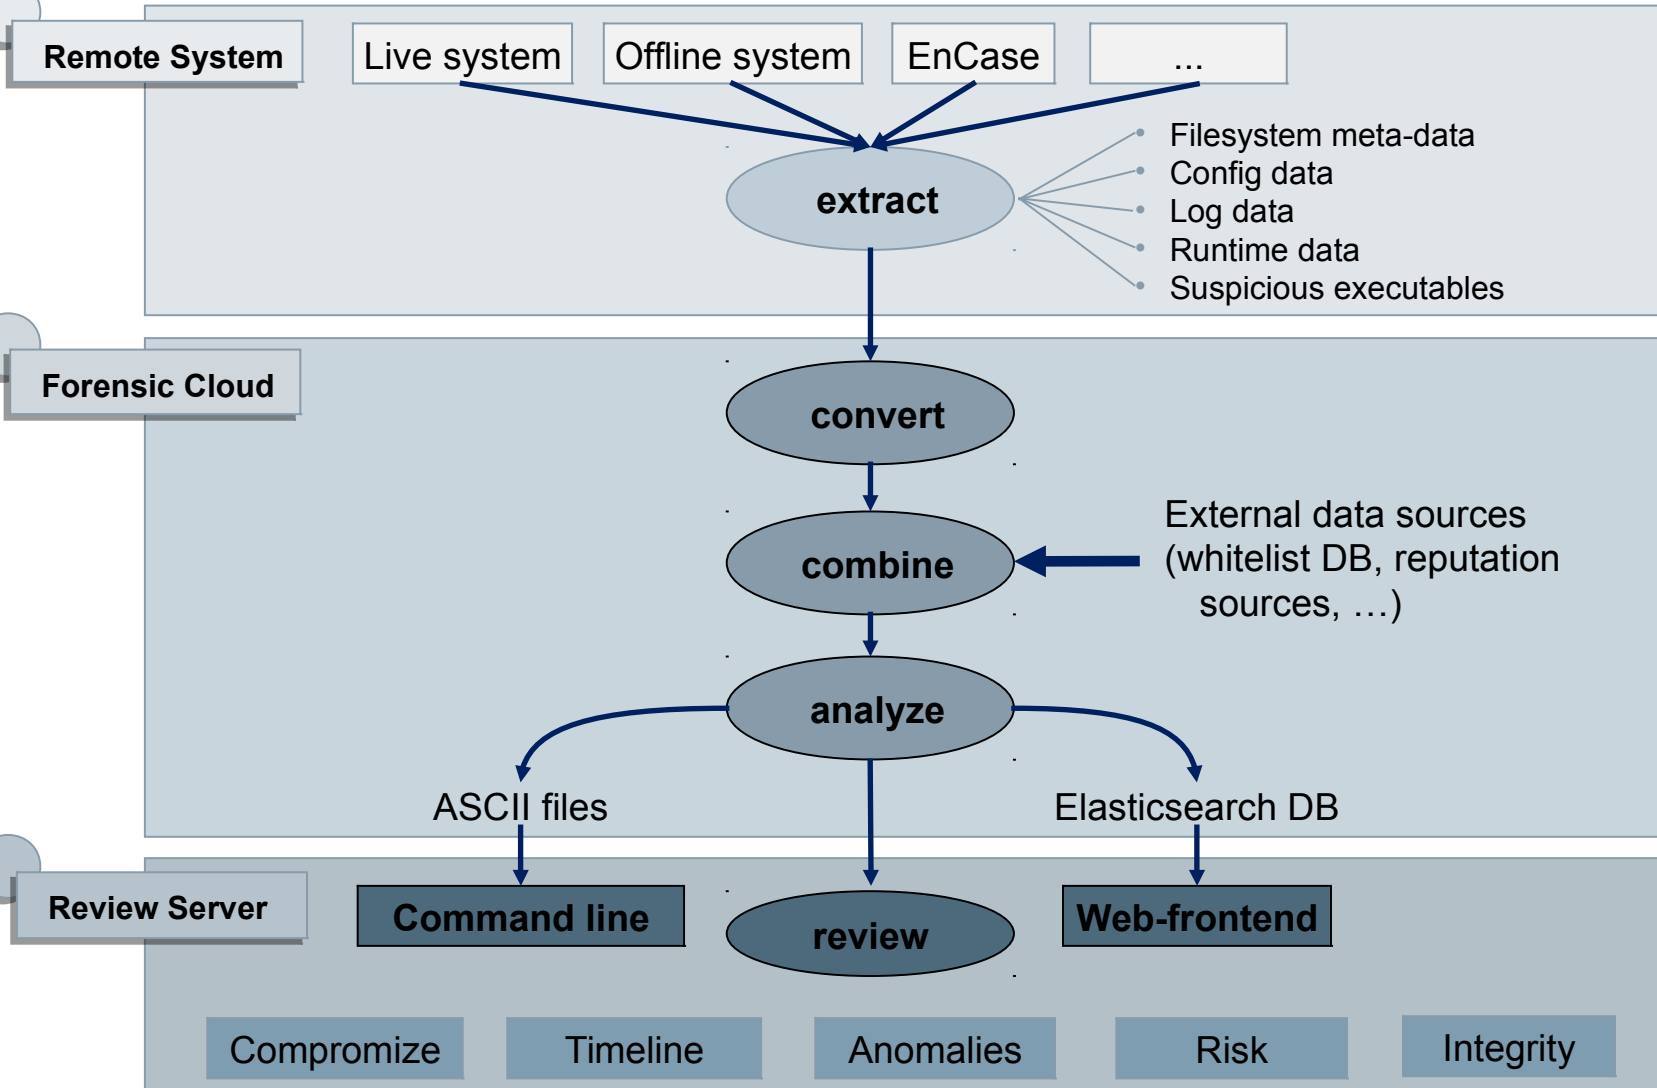 Remote System
Live system
Offline system
EnCase
...
extract
Filesystem meta-data
Config data
Log data
Runtime data
Suspicious executables
Forensic Cloud
convert
combine
External data sources
(whitelist DB, reputation
sources, …)
analyze
ASCII files
Elasticsearch DB
Review Server
Command line
review
Web-frontend
Compromize
Timeline
Anomalies
Risk
Integrity